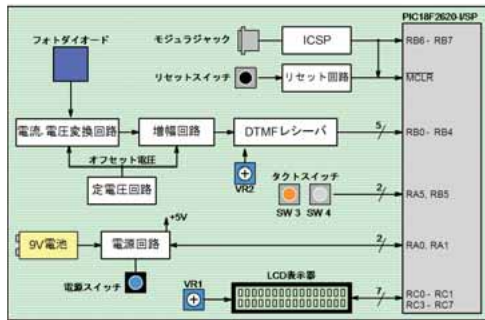 PIC18F2620-I/SP
フォトダイオード
モジュラジャック
ICSP
RB6 - RB7
リセットスイッチ
リセット回路
MCLR
電流-電圧変換回路
増幅回路
DTMFレシーバ
5
RB0 - RB4
オフセット電圧
定電圧回路
VR2
タクトスイッチ
SW 3
SW 4
2
RA5, RB5
+5V
9V電池
電源回路
2
RA0, RA1
電源スイッチ
VR1
LCD表示器
7
RC0 - RC1
RC3 - RC7